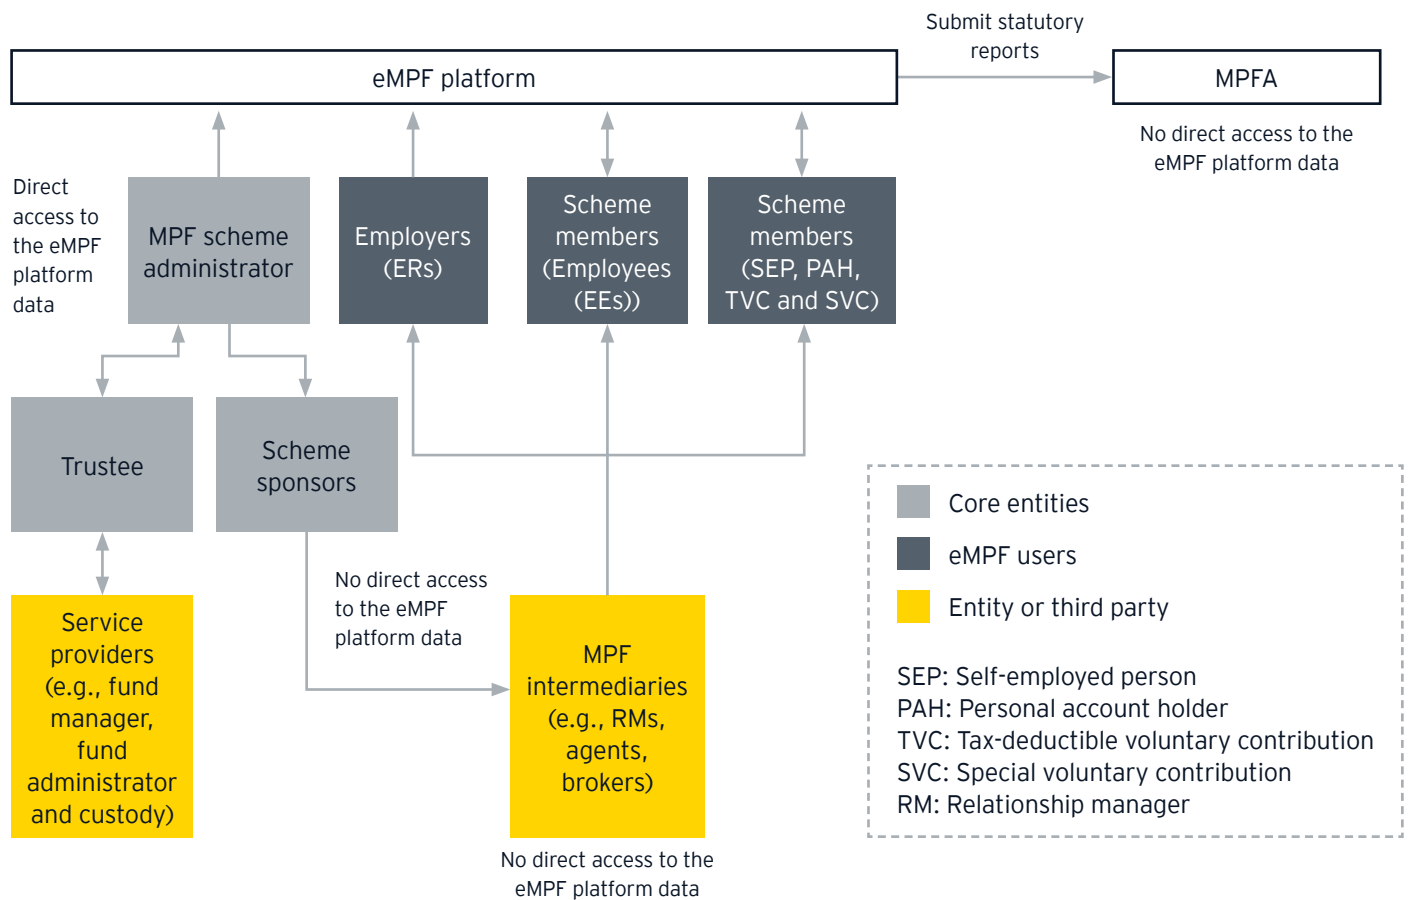 Submit statutory
reports
eMPF platform
MPFA
No direct access to the
eMPF platform data
Direct
access to
the eMPF
platform
data
MPF scheme
administrator
Employers
(ERs)
Scheme
members
(Employees
(EEs))
Scheme
members
(SEP, PAH,
TVC and SVC)
Trustee
Scheme
sponsors
No direct access
to the eMPF
platform data
Service
providers
(e.g., fund
manager,
fund
administrator
and custody)
MPF
intermediaries
(e.g., RMs,
agents,
brokers)
No direct access to the
eMPF platform data
Core entities
eMPF users
Entity or third party
SEP: Self-employed person
PAH: Personal account holder
TVC: Tax-deductible voluntary contribution
SVC: Special voluntary contribution
RM: Relationship manager